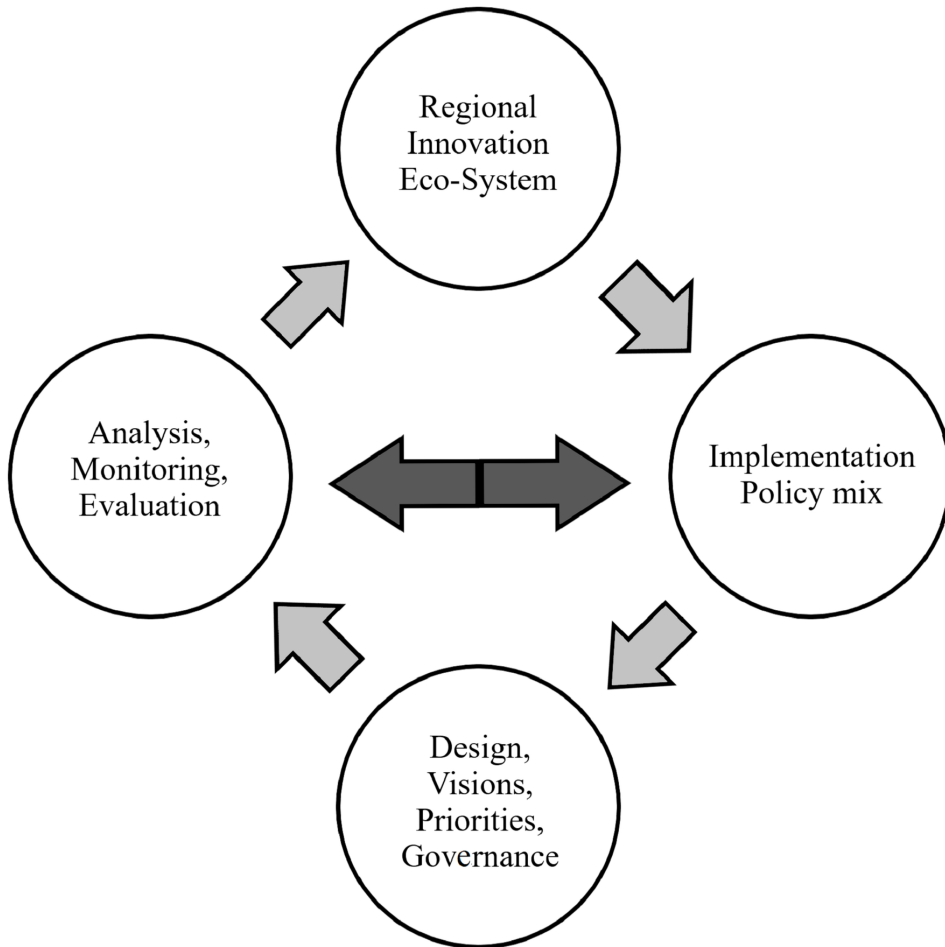 Regional
Innovation
Eco-System
Analysis,
Monitoring,
Evaluation
Implementation
Policy mix
Design,
Visions,
Priorities,
Governance